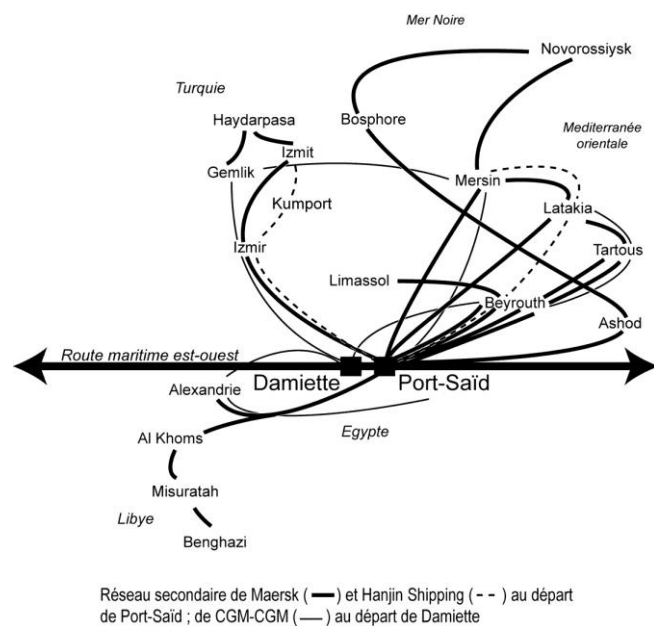 Mer Noire
Novorossiysk
Turquie
Haydarpasa
Bosphore
Izmit
Mediterranée
orientale
Gemlik
Mersin
Kumport
Latakia
Izmir
Tartous
Limassol
Beyrouth
Ashod
Route maritime est-ouest
Damiette
Port-Saïd
Alexandrie
Egypte
Al Khoms
Misuratah
Libye
Benghazi
Réseau secondaire de Maersk ( — ) et Hanjin Shipping ( - - ) au départ
de Port-Saïd ; de CGM-CGM ( — ) au départ de Damiette